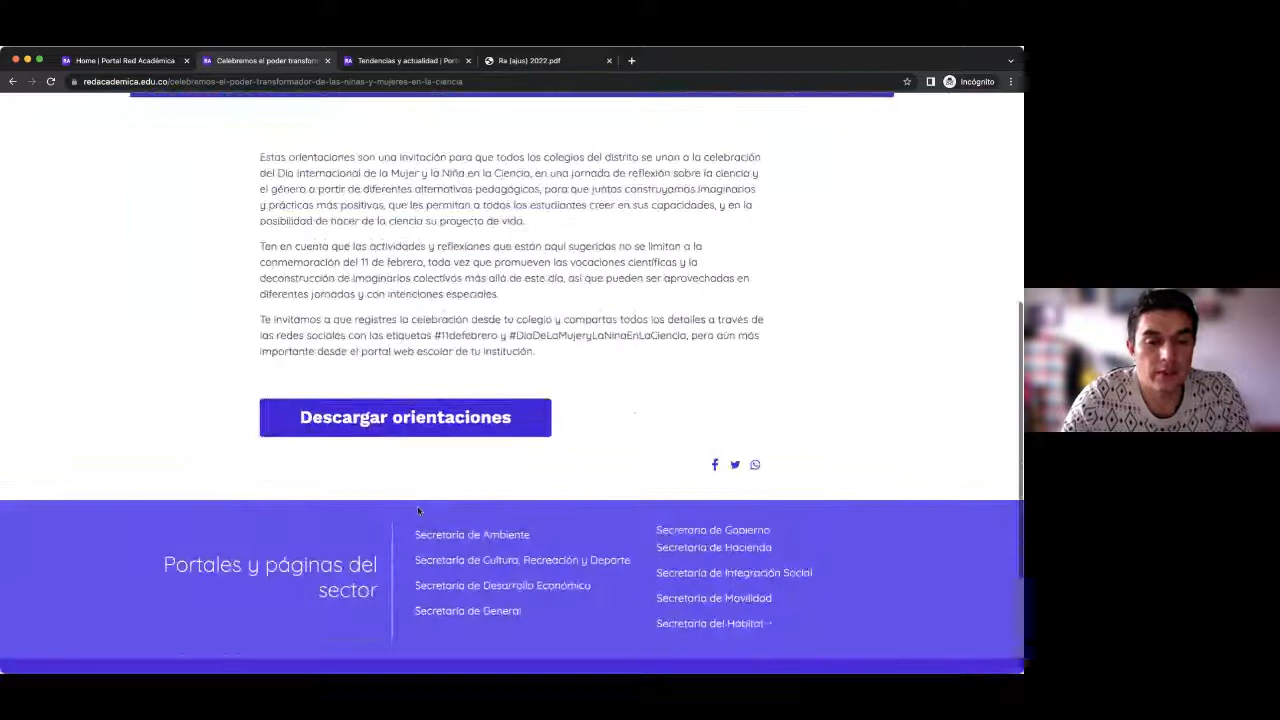 Home | Portal Red Académica
Celebremos el poder transform
Tendencias y actualidad | Port
Ra (ajus) 2022.pdf
redacademica.edu.co/celebremos-el-poder-transformador-de-las-ninas-y-mujeres-en-la-ciencia
Incógnito
Estas orientaciones son una invitación para que todos los colegios del distrito se unan a la celebración
del Día Internacional de la Mujer y la Niña en la Ciencia, en una jornada de reflexión sobre la ciencia y
el género a partir de diferentes alternativas pedagógicas, para que juntos construyamos imaginarios
y prácticas más positivas, que les permitan a todos los estudiantes creer en sus capacidades, y en la
posibilidad de hacer de la ciencia su proyecto de vida.
Ten en cuenta que las actividades y reflexiones que están aquí sugeridas no se limitan a la
conmemoración del 11 de febrero, toda vez que promueven las vocaciones científicas y la
deconstrucción de imaginarios colectivos más allá de este día, así que pueden ser aprovechadas en
diferentes jornadas y con intenciones especiales.
Te invitamos a que registres la celebración desde tu colegio y compartas todos los detalles a través de
las redes sociales con las etiquetas #11defebrero y #DíaDeLaMujeryLaNinaEnLaCiencia, pero aún más
importante desde el portal web escolar de tu institución.
Descargar orientaciones
Portales y páginas del
sector
Secretaría de Ambiente
Secretaría de Cultura, Recreación y Deporte
Secretaría de Desarrollo Económico
Secretaría de General
Secretaría de Gobierno
Secretaría de Hacienda
Secretaría de Integración Social
Secretaría de Movilidad
Secretaría del Hábitat